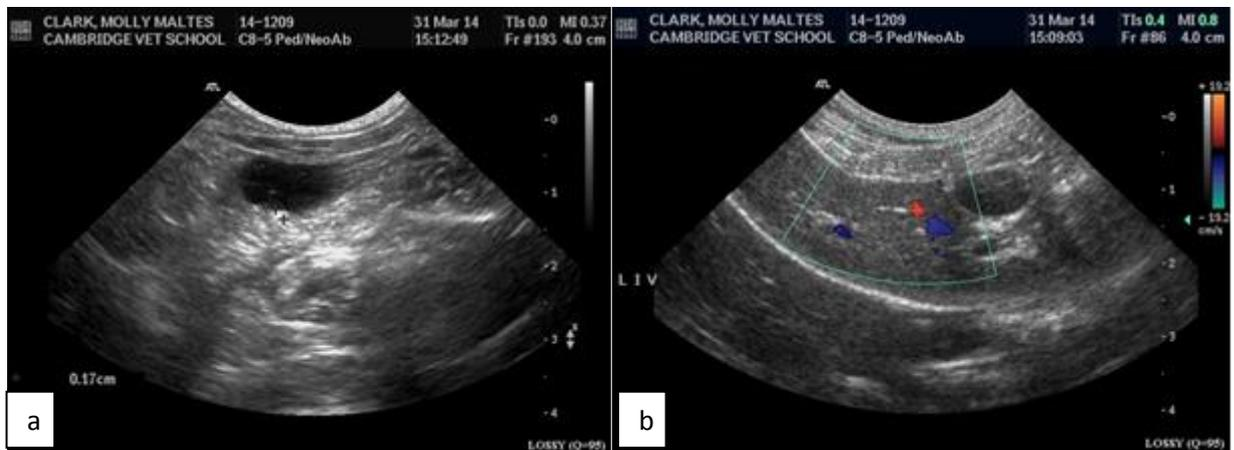 CLARK, MOLLY MALTES 14-1209 31 Mar 14 TIs 0.0 MI 0.37
CAMBRIDGE VET SCHOOL C8-5 Ped/NeoAb 15:12:49 Fr #193 4.0 cm
-0
-1
-2
-3
-4
0.17cm
a
LOSSY (Q=95)
CLARK, MOLLY MALTES 14-1209 31 Mar 14 TIs 0.4 MI 0.8
CAMBRIDGE VET SCHOOL C8-5 Ped/NeoAb 15:09:03 Fr #86 4.0 cm
+ 19.2
- 19.2
cm/s
-0
-1
-2
-3
-4
LIV
b
LOSSY (Q=95)